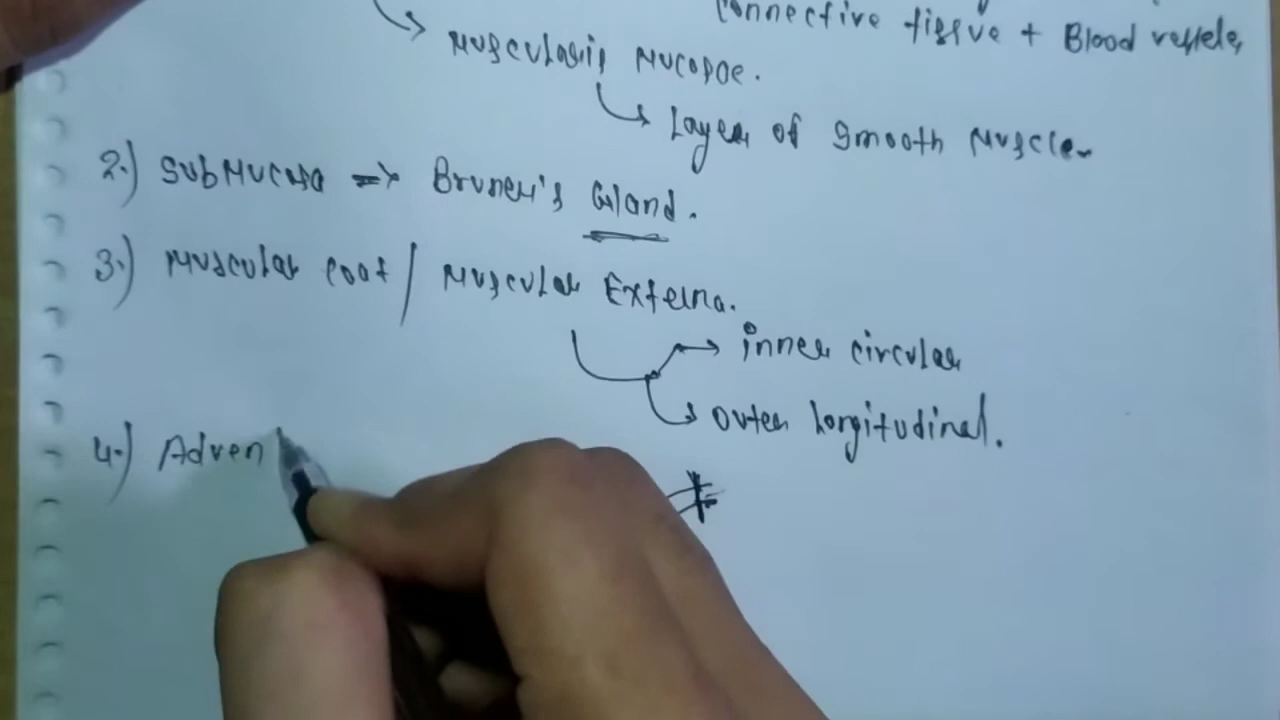 connective tissue + Blood vessels,
Muscularis Mucosae.
Layer of Smooth Muscle.
2.) SubMucosa => Bruner's Gland.
3.) Muscular coat / Muscular Externa.
inner circular
outer longitudinal.
4.) Adven